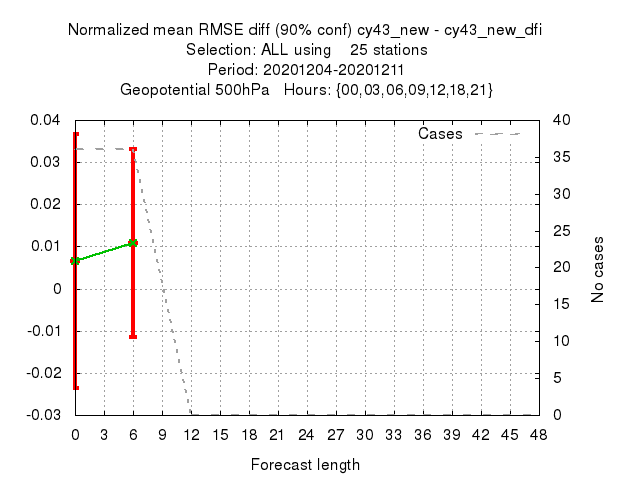 Normalized mean RMSE diff (90% conf) cy43_new - cy43_new_dfi
Selection: ALL using 25 stations
Period: 20201204-20201211
Geopotential 500hPa Hours: {00,03,06,09,12,18,21}
Cases
0.04
0.03
0.02
0.01
0
-0.01
-0.02
-0.03
40
35
30
25
20
15
10
5
0
No cases
0 3 6 9 12 15 18 21 24 27 30 33 36 39 42 45 48
Forecast length